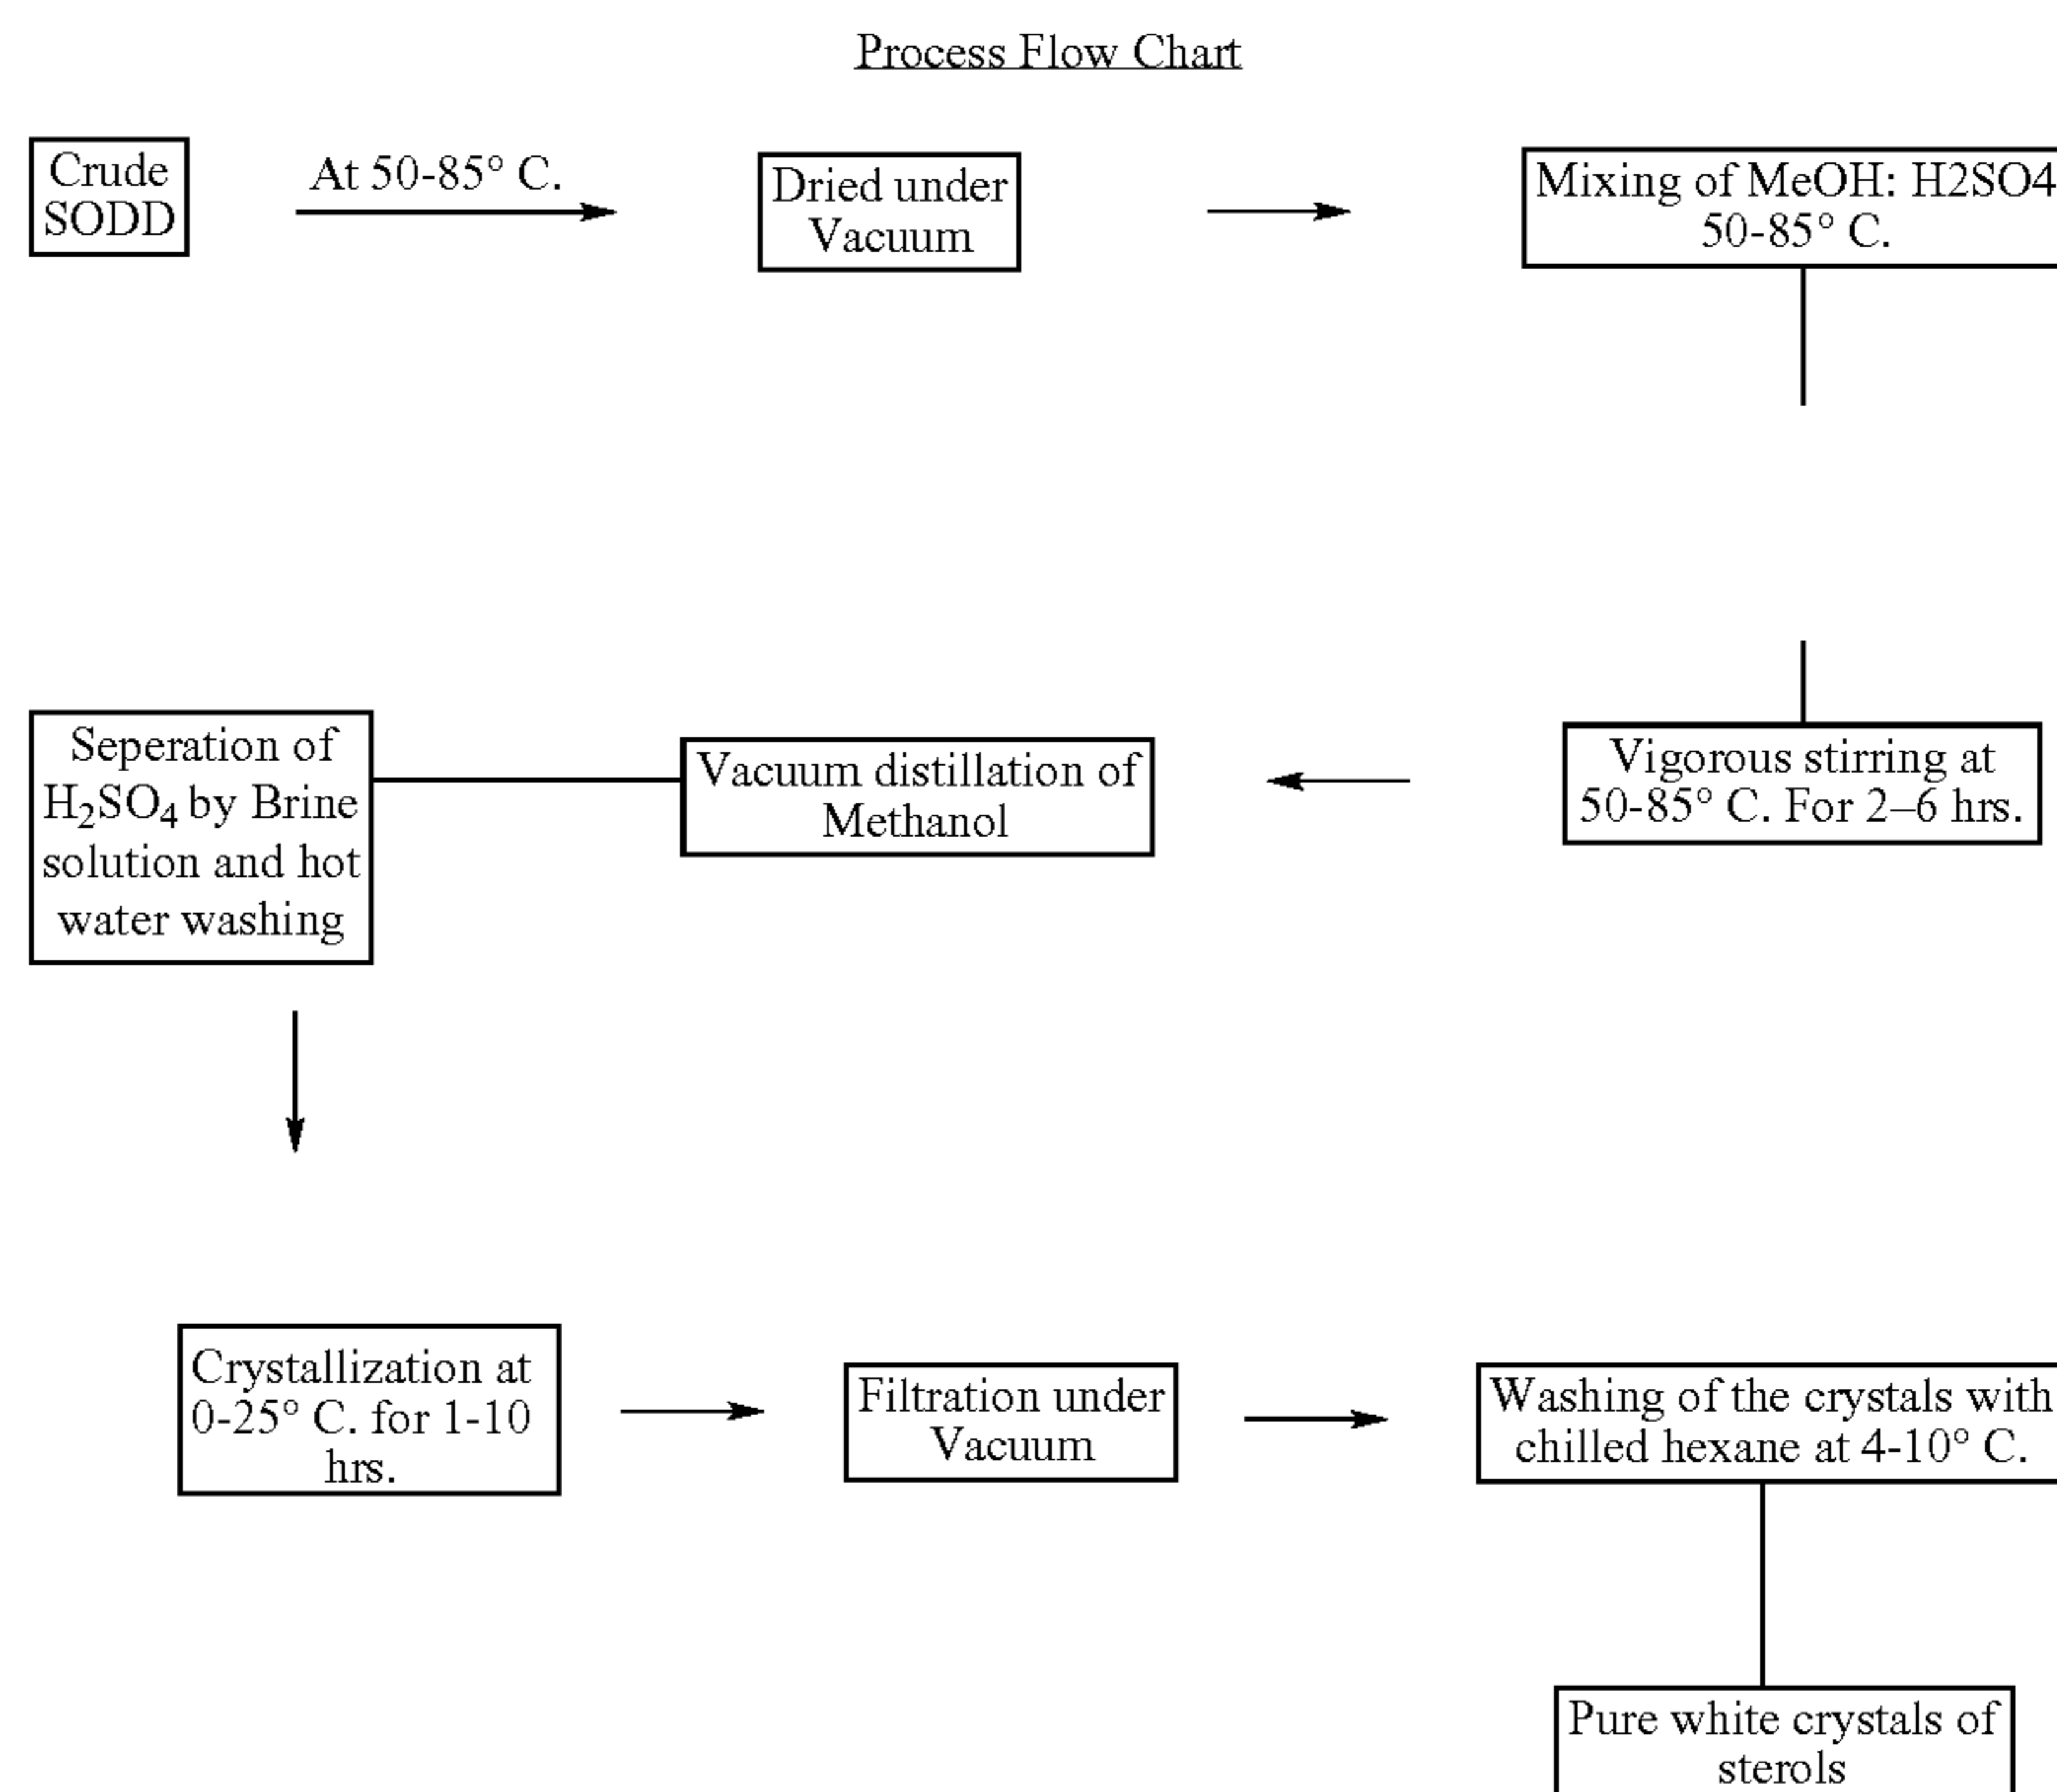 Process Flow Chart
Crude
SODD
At 50-85° C.
Dried under
Vacuum
Mixing of MeOH: H2SO4
50-85° C.
Vigorous stirring at
50-85° C. For 2–6 hrs.
Vacuum distillation of
Methanol
Seperation of
H₂SO₄ by Brine
solution and hot
water washing
Crystallization at
0-25° C. for 1-10
hrs.
Filtration under
Vacuum
Washing of the crystals with
chilled hexane at 4-10° C.
Pure white crystals of
sterols